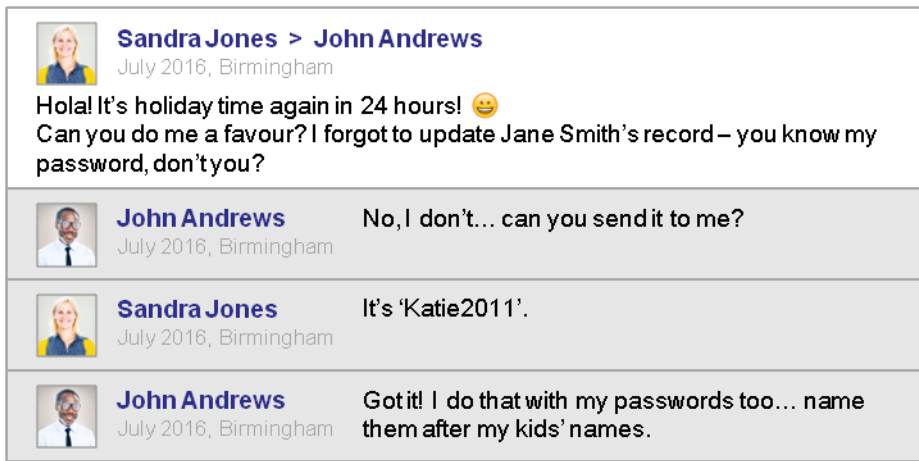 Sandra Jones > John Andrews
July 2016, Birmingham
Hola! It's holiday time again in 24 hours! 😀
Can you do me a favour? I forgot to update Jane Smith's record – you know my
password, don't you?
John Andrews
July 2016, Birmingham
No, I don't... can you send it to me?
Sandra Jones
July 2016, Birmingham
It's 'Katie2011'.
John Andrews
July 2016, Birmingham
Got it! I do that with my passwords too... name
them after my kids' names.